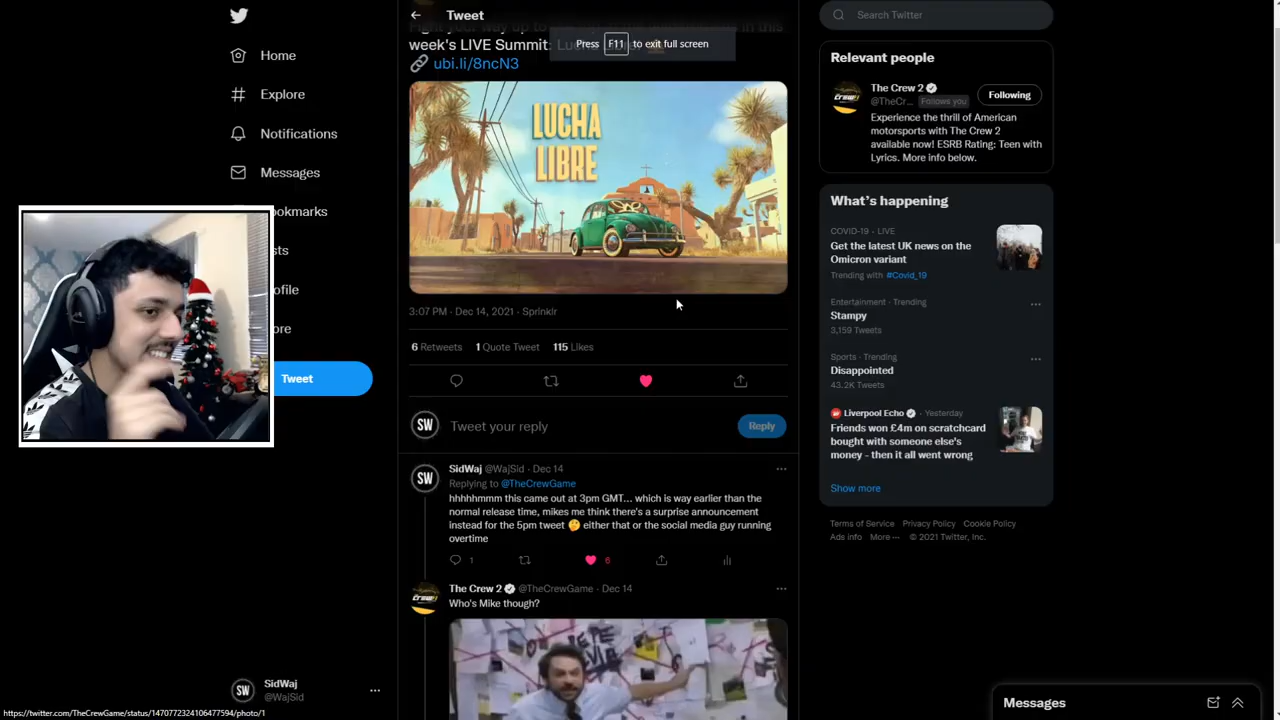 Tweet
week's LIVE Summit:
ubi.li/8ncN3
Press F11 to exit full screen
LUCHA
LIBRE
3:07 PM · Dec 14, 2021 · Sprinklr
6 Retweets 1 Quote Tweet 115 Likes
SW
Tweet your reply
Reply
SW
SidWaj @WajSid · Dec 14
Replying to @TheCrewGame
hhhhhmmm this came out at 3pm GMT... which is way earlier than the
normal release time, mikes me think there's a surprise announcement
instead for the 5pm tweet 🤔 either that or the social media guy running
overtime
1
6
The Crew 2 @TheCrewGame · Dec 14
Who's Mike though?
Home
Explore
Notifications
Messages
ookmarks
sts
ofile
ore
Tweet
SW
SidWaj
@WajSid
https://twitter.com/TheCrewGame/status/1470772324106477594/photo/1
Search Twitter
Relevant people
The Crew 2
@TheCr... Follows you
Following
Experience the thrill of American
motorsports with The Crew 2
available now! ESRB Rating: Teen with
Lyrics. More info below.
What's happening
COVID-19 · LIVE
Get the latest UK news on the
Omicron variant
Trending with #Covid_19
Entertainment · Trending
Stampy
3,159 Tweets
Sports · Trending
Disappointed
43.2K Tweets
Liverpool Echo · Yesterday
Friends won £4m on scratchcard
bought with someone else's
money - then it all went wrong
Show more
Terms of Service Privacy Policy Cookie Policy
Ads info More ··· © 2021 Twitter, Inc.
Messages